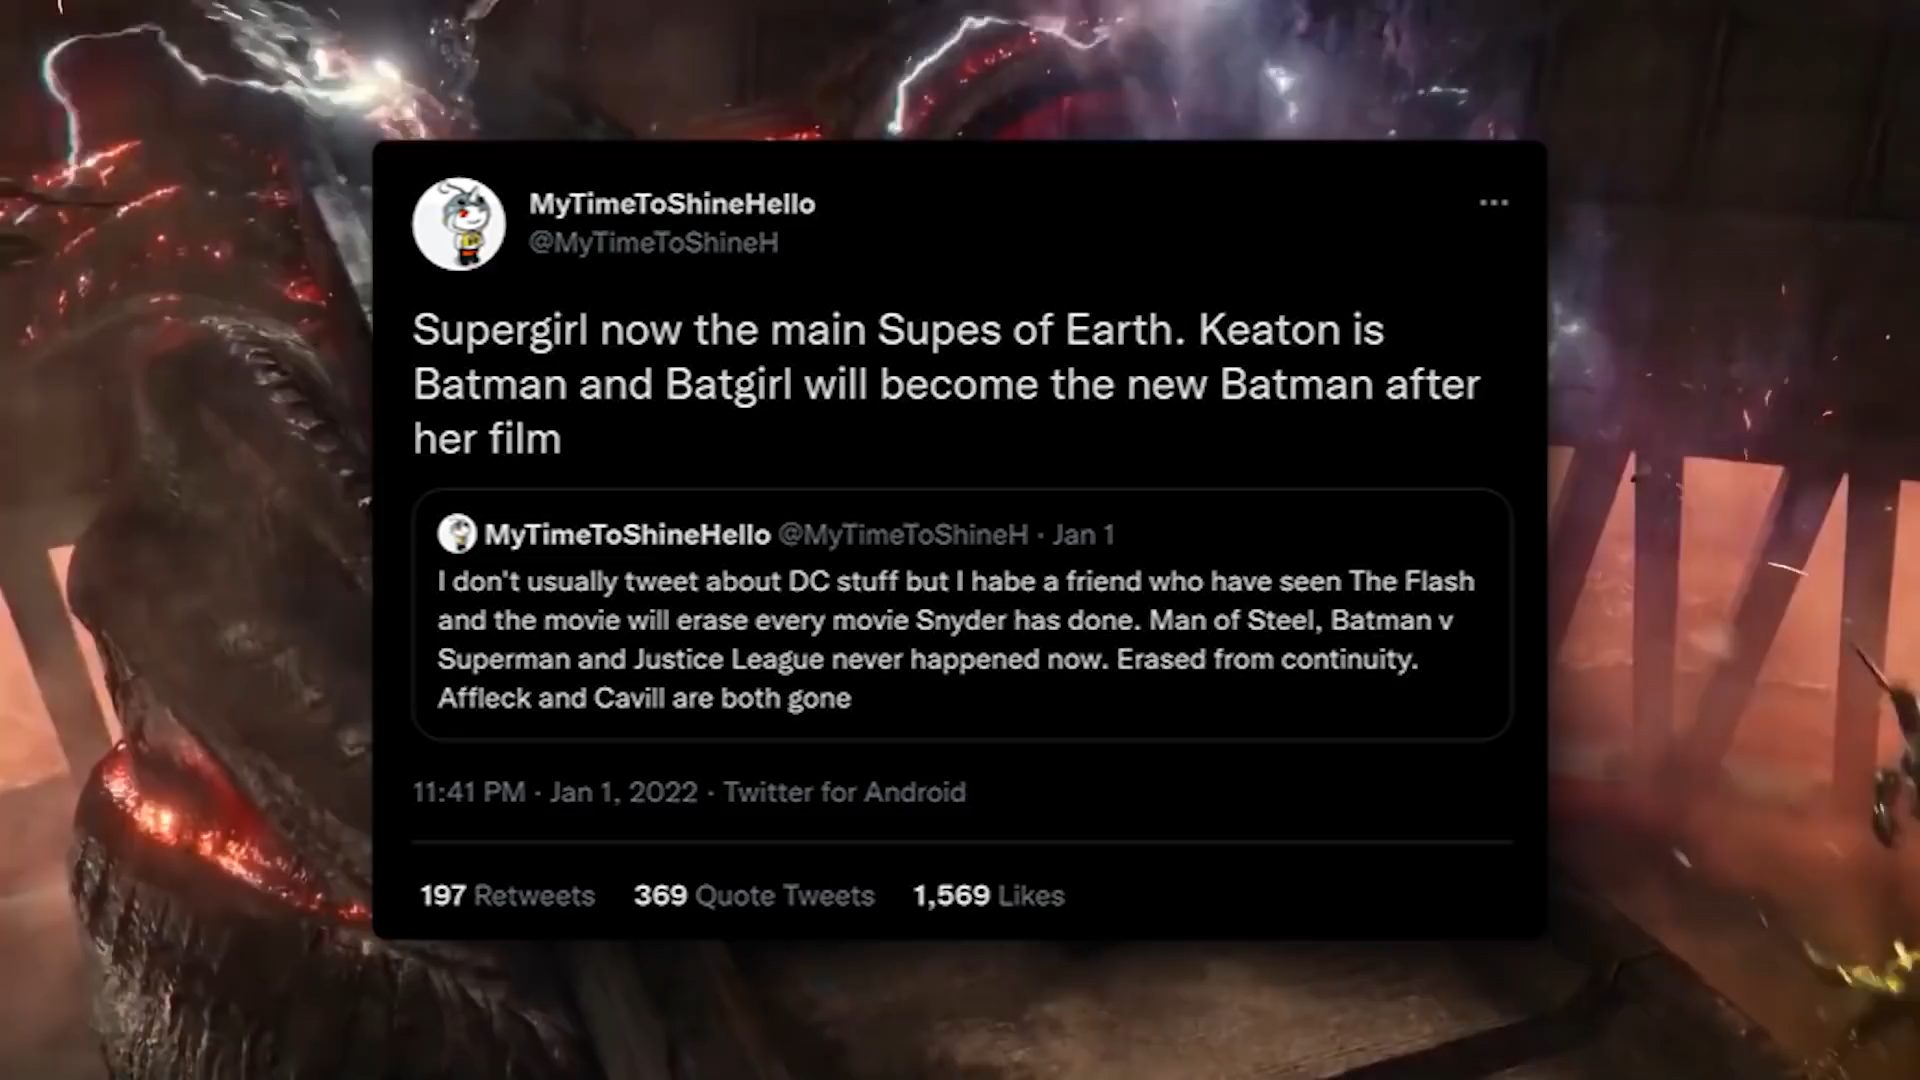 MyTimeToShineHello
@MyTimeToShineH
Supergirl now the main Supes of Earth. Keaton is
Batman and Batgirl will become the new Batman after
her film
MyTimeToShineHello @MyTimeToShineH · Jan 1
I don't usually tweet about DC stuff but I habe a friend who have seen The Flash
and the movie will erase every movie Snyder has done. Man of Steel, Batman v
Superman and Justice League never happened now. Erased from continuity.
Affleck and Cavill are both gone
11:41 PM · Jan 1, 2022 · Twitter for Android
197 Retweets 369 Quote Tweets 1,569 Likes